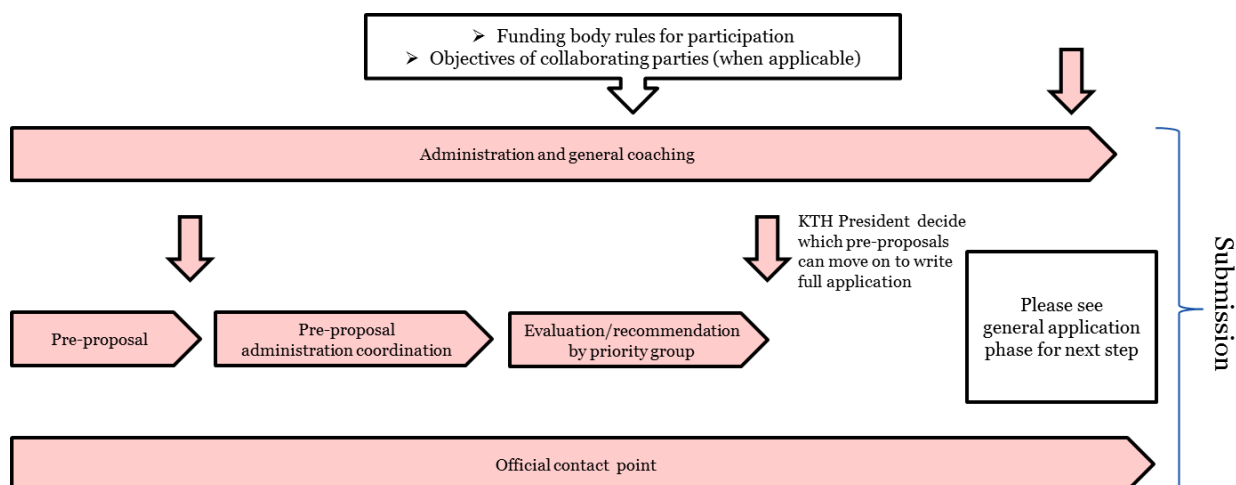 ➢ Funding body rules for participation
➢ Objectives of collaborating parties (when applicable)
Administration and general coaching
KTH President decide
which pre-proposals
can move on to write
full application
Pre-proposal
Pre-proposal
administration coordination
Evaluation/recommendation
by priority group
Please see
general application
phase for next step
Submission
Official contact point